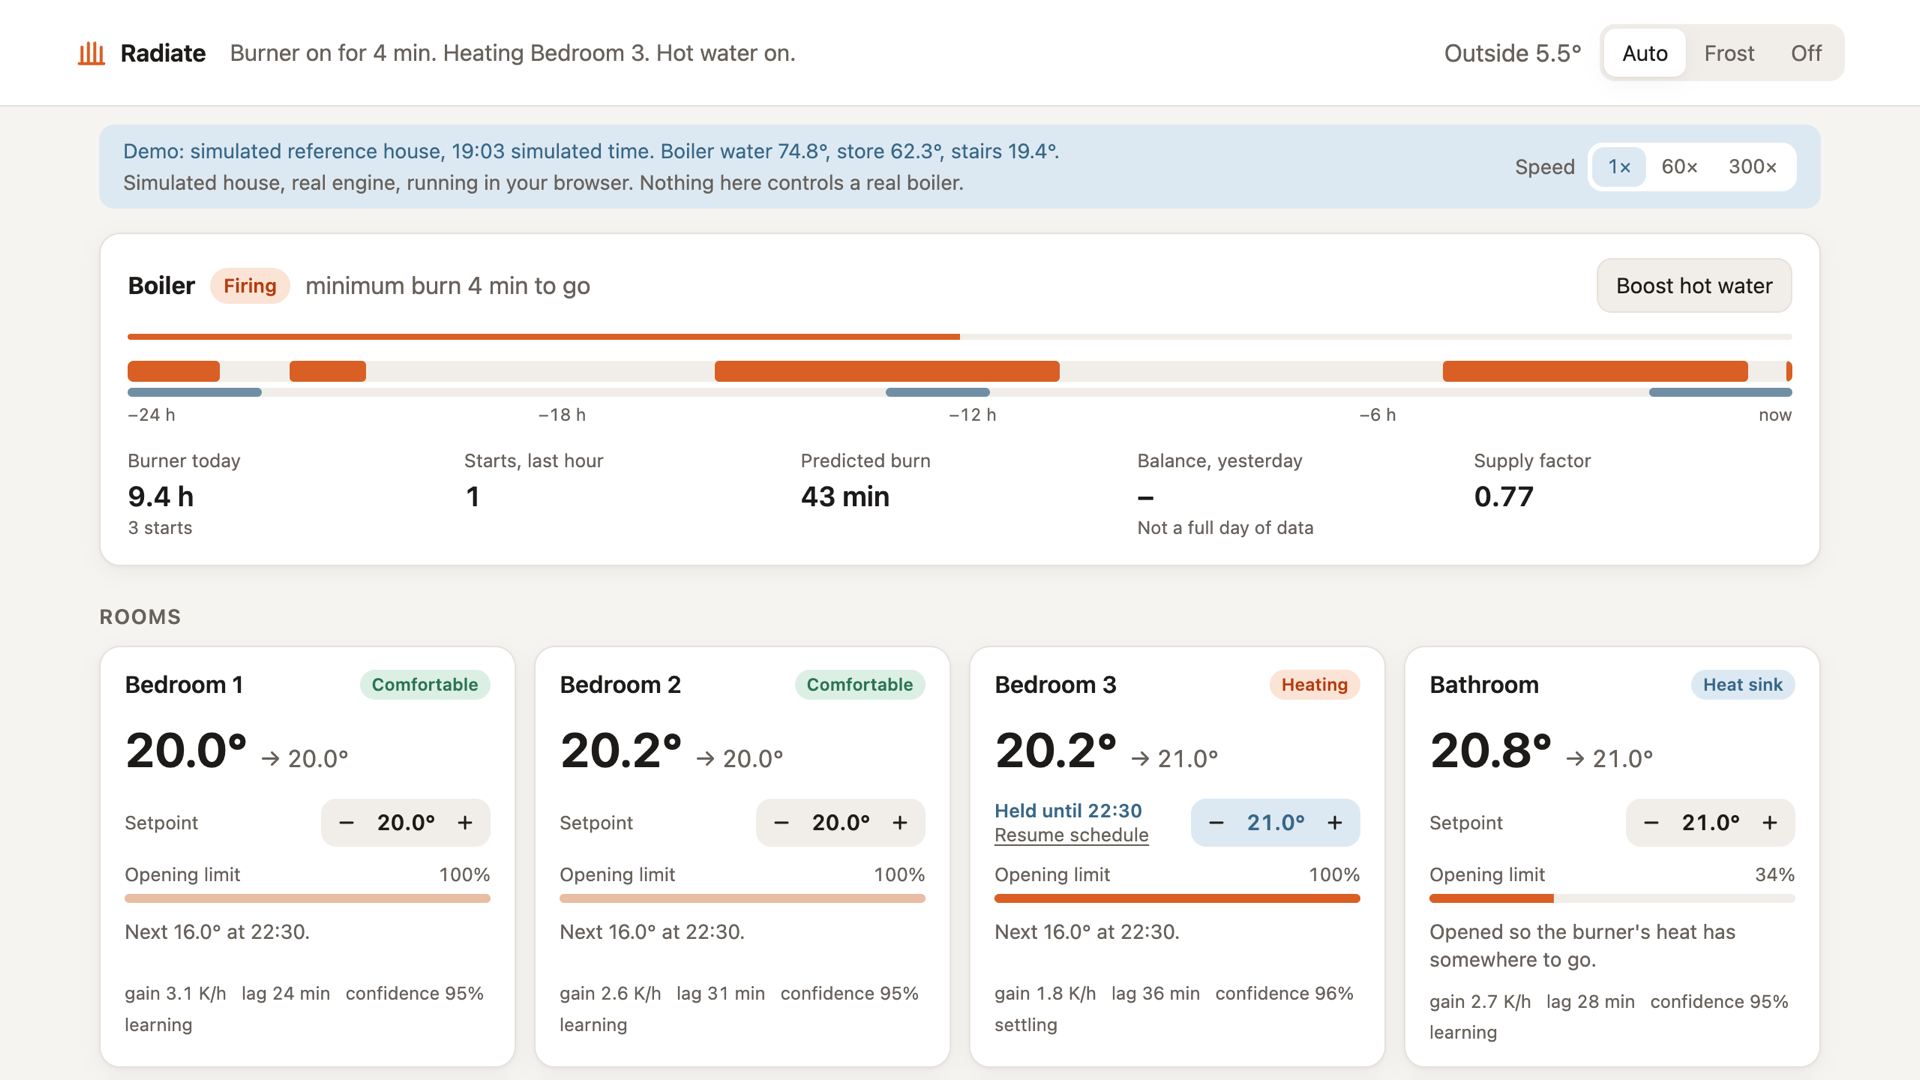 Radiate Burner on for 4 min. Heating Bedroom 3. Hot water on. Outside 5.5° Auto Frost Off
Demo: simulated reference house, 19:03 simulated time. Boiler water 74.8°, store 62.3°, stairs 19.4°.
Simulated house, real engine, running in your browser. Nothing here controls a real boiler.
Speed 1× 60× 300×
Boiler Firing minimum burn 4 min to go Boost hot water
−24 h −18 h −12 h −6 h now
Burner today Starts, last hour Predicted burn Balance, yesterday Supply factor
9.4 h 1 43 min – 0.77
3 starts Not a full day of data
ROOMS
Bedroom 1 Comfortable
20.0° → 20.0°
Setpoint − 20.0° +
Opening limit 100%
Next 16.0° at 22:30.
gain 3.1 K/h lag 24 min confidence 95%
learning
Bedroom 2 Comfortable
20.2° → 20.0°
Setpoint − 20.0° +
Opening limit 100%
Next 16.0° at 22:30.
gain 2.6 K/h lag 31 min confidence 95%
learning
Bedroom 3 Heating
20.2° → 21.0°
Held until 22:30
Resume schedule
− 21.0° +
Opening limit 100%
Next 16.0° at 22:30.
gain 1.8 K/h lag 36 min confidence 96%
settling
Bathroom Heat sink
20.8° → 21.0°
Setpoint − 21.0° +
Opening limit 34%
Opened so the burner's heat has
somewhere to go.
gain 2.7 K/h lag 28 min confidence 95%
learning